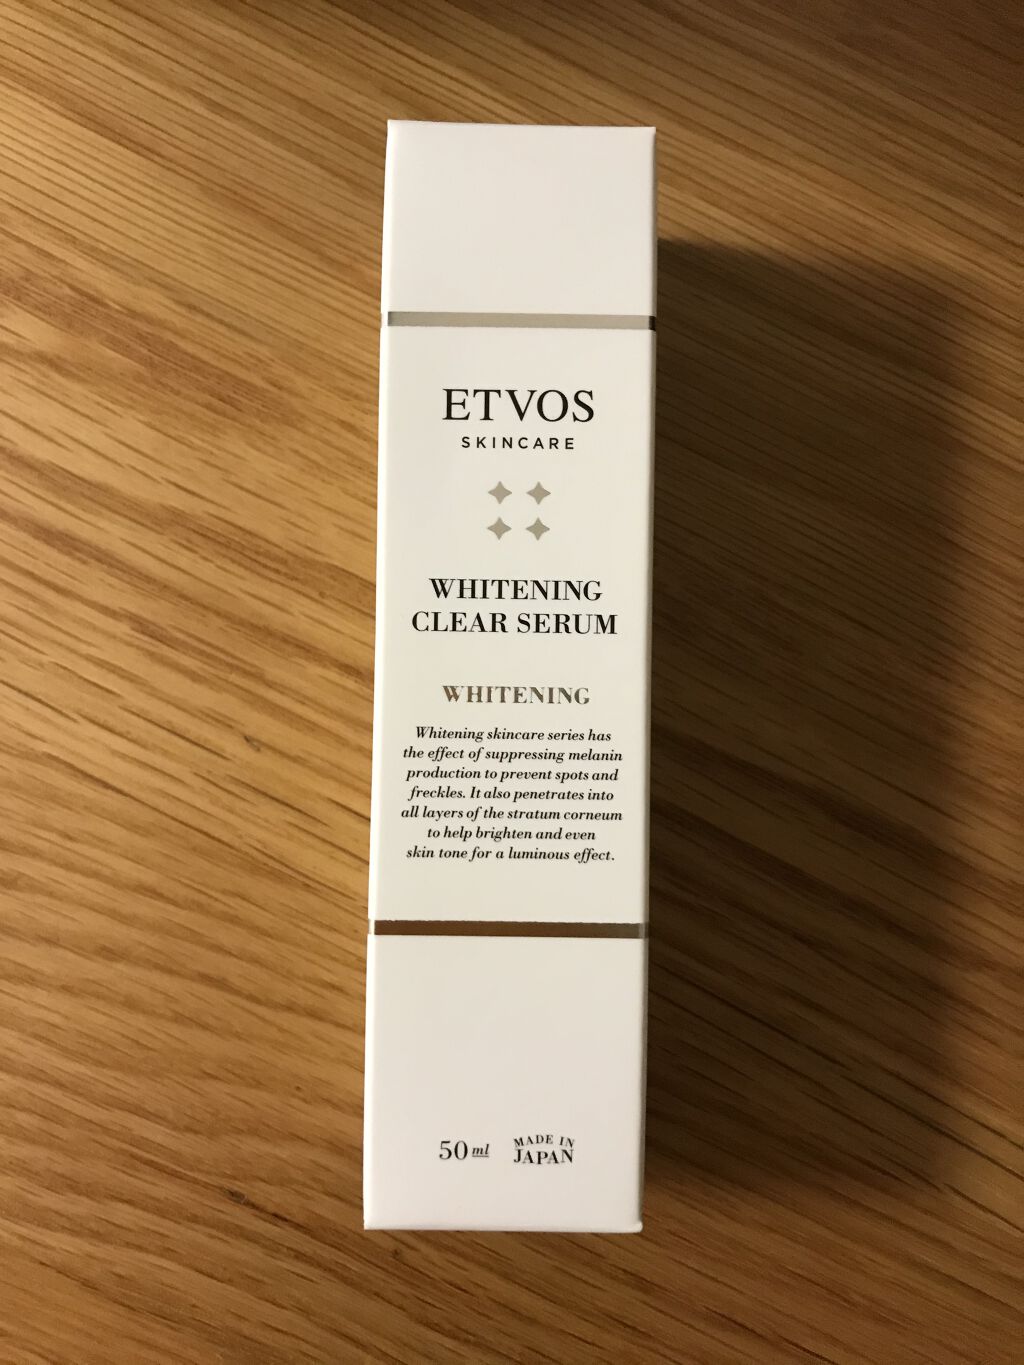 ETVOS
SKINCARE
WHITENING
CLEAR SERUM
WHITENING
Whitening skincare series has
the effect of suppressing melanin
production to prevent spots and
freckles. It also penetrates into
all layers of the stratum corneum
to help brighten and even
skin tone for a luminous effect.
50 ml
MADE IN
JAPAN